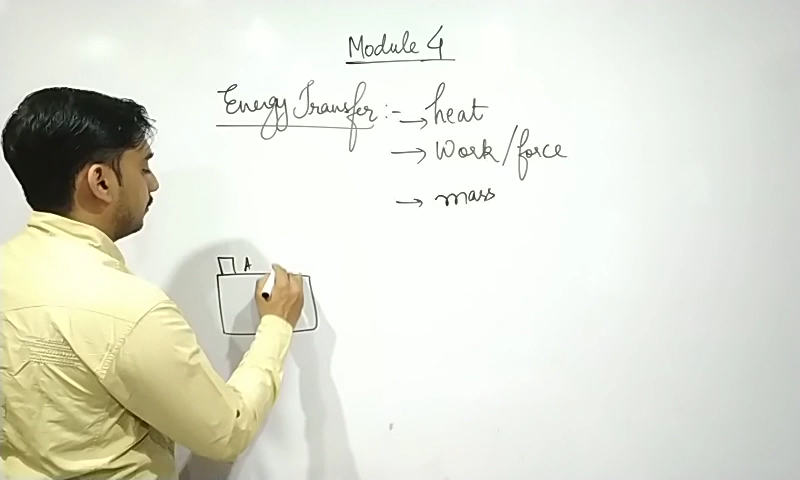 Module 4
Energy Transfer :- → heat
→ Work/force
→ mass
A